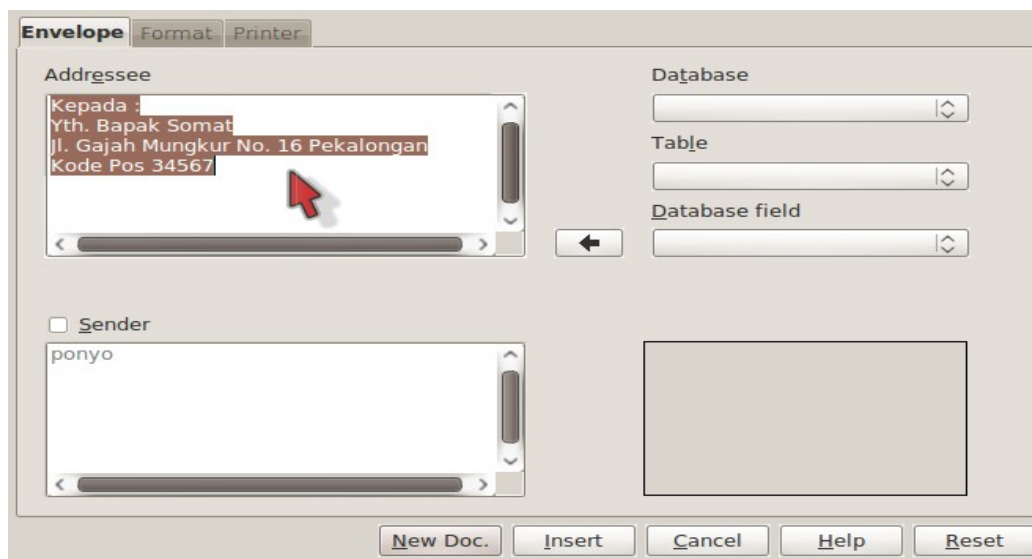 Envelope Format Printer
Addressee
Kepada :
Yth. Bapak Somat
Jl. Gajah Mungkur No. 16 Pekalongan
Kode Pos 34567
Database
Table
Database field
Sender
ponyo
New Doc. Insert Cancel Help Reset